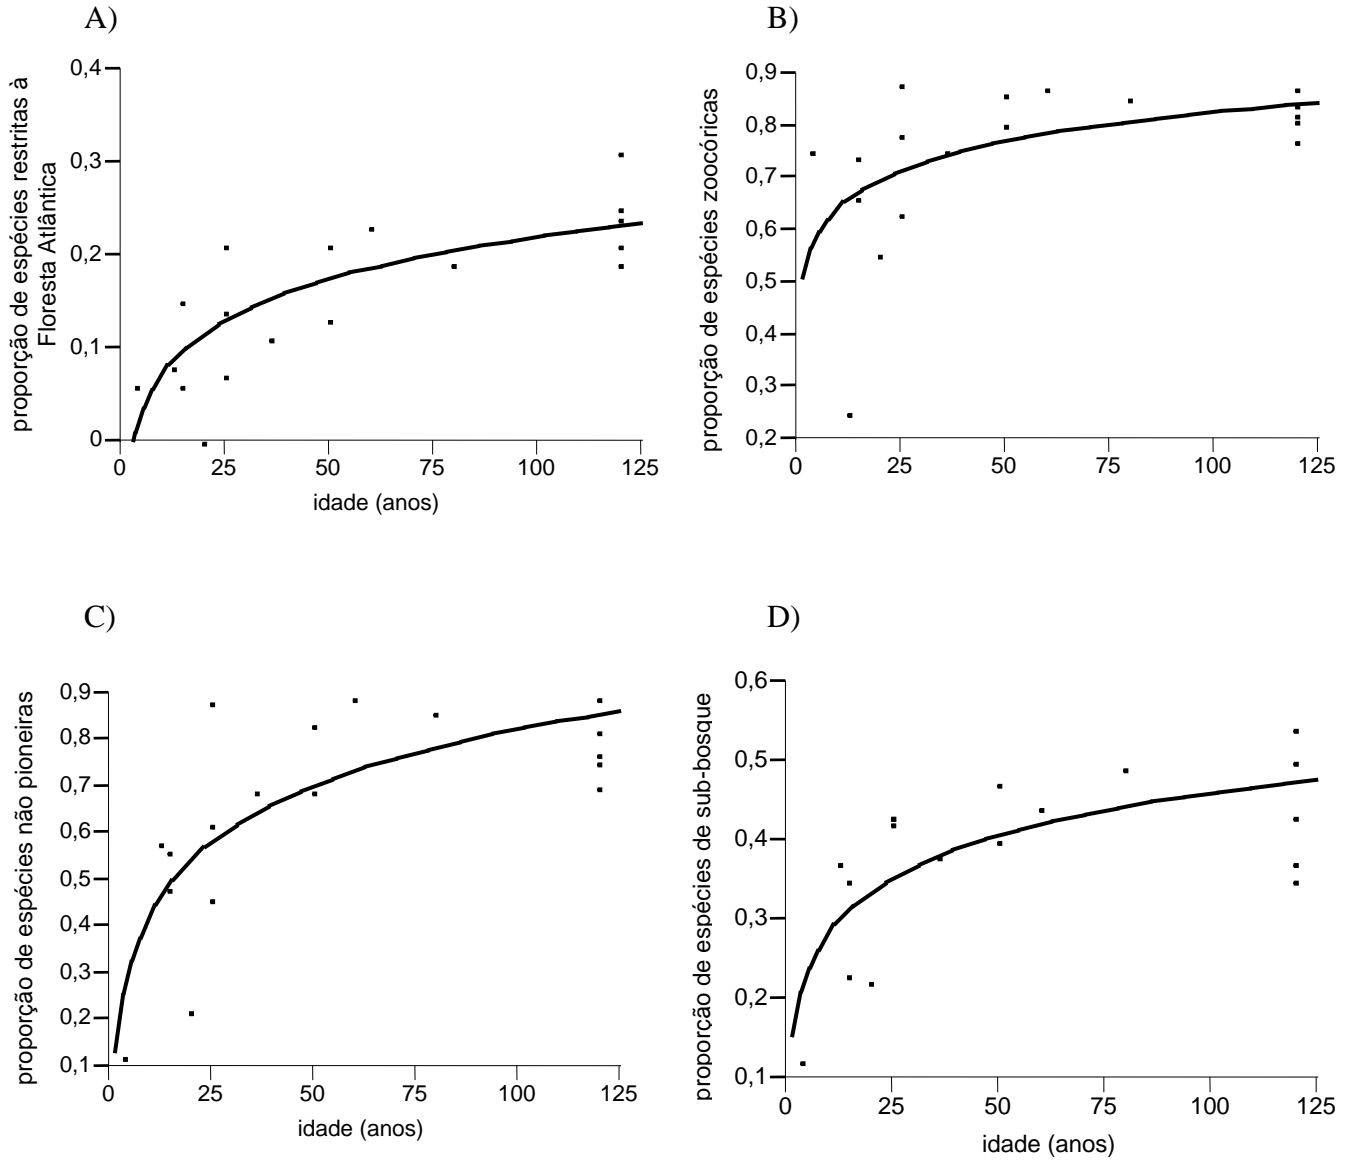 A)
proporção de espécies restritas à
Floresta Atlântica
0,4
0,3
0,2
0,1
0
0 25 50 75 100 125
idade (anos)
B)
proporção de espécies zoocóricas
0,9
0,8
0,7
0,6
0,5
0,4
0,3
0,2
0 25 50 75 100 125
C)
proporção de espécies não pioneiras
0,9
0,8
0,7
0,6
0,5
0,4
0,3
0,2
0,1
0 25 50 75 100 125
idade (anos)
D)
proporção de espécies de sub-bosque
0,6
0,5
0,4
0,3
0,2
0,1
0 25 50 75 100 125
idade (anos)